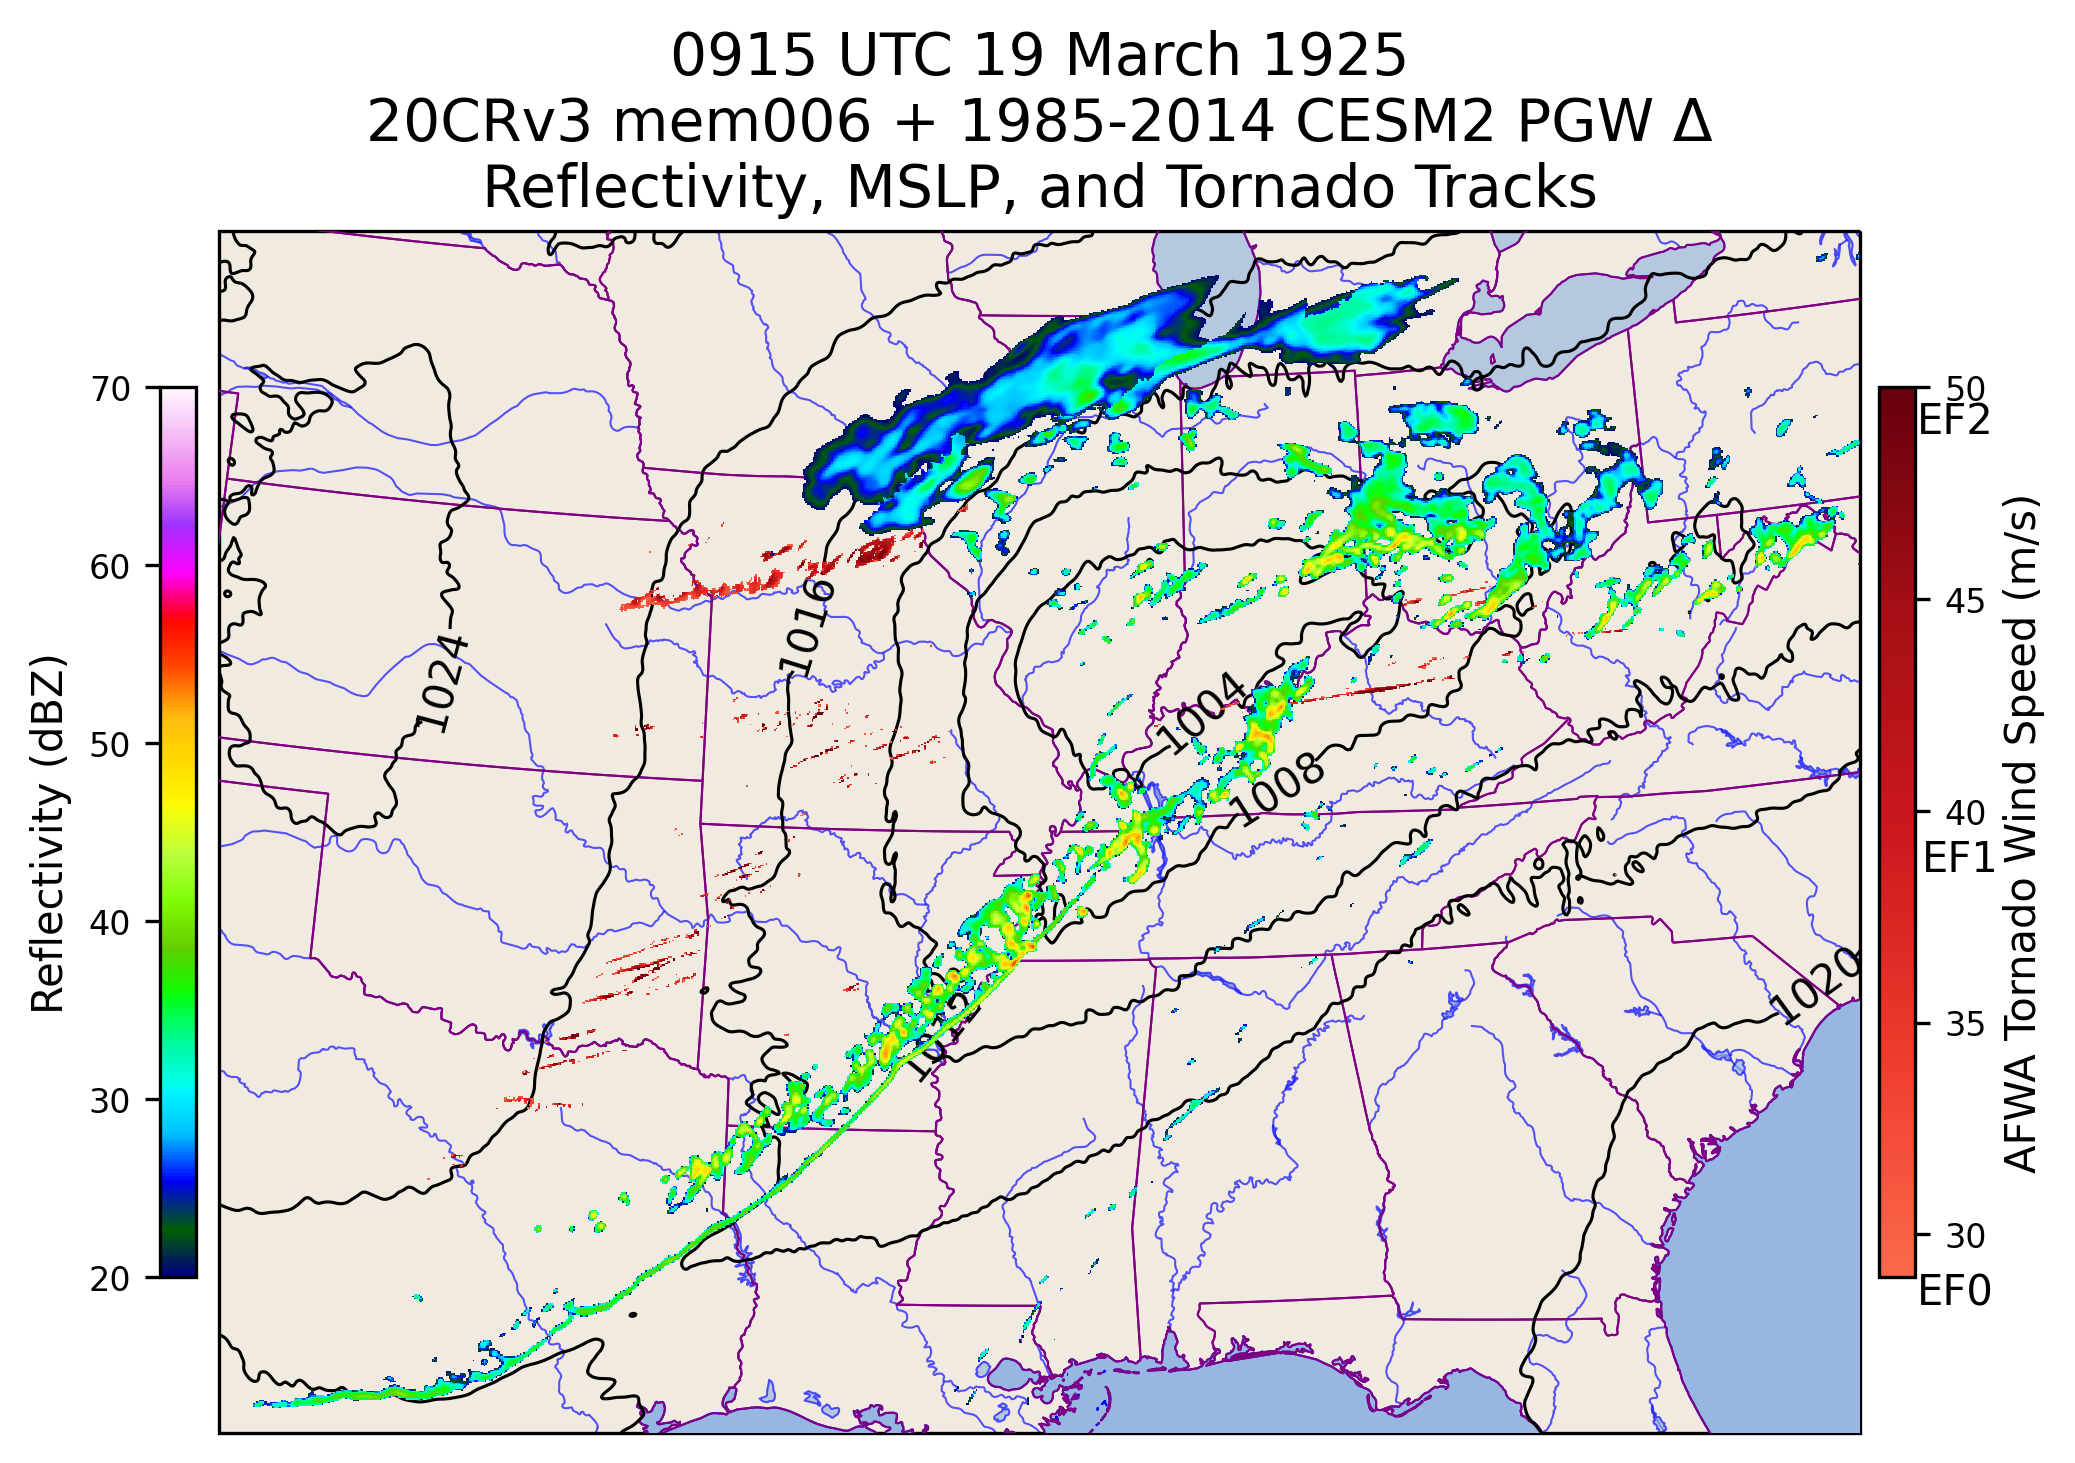 0915 UTC 19 March 1925
20CRv3 mem006 + 1985-2014 CESM2 PGW Δ
Reflectivity, MSLP, and Tornado Tracks
Reflectivity (dBZ)
70
60
50
40
30
20
1024
1016
1004
1008
1012
1020
50
EF2
45
40
EF1
35
30
EF0
AFWA Tornado Wind Speed (m/s)